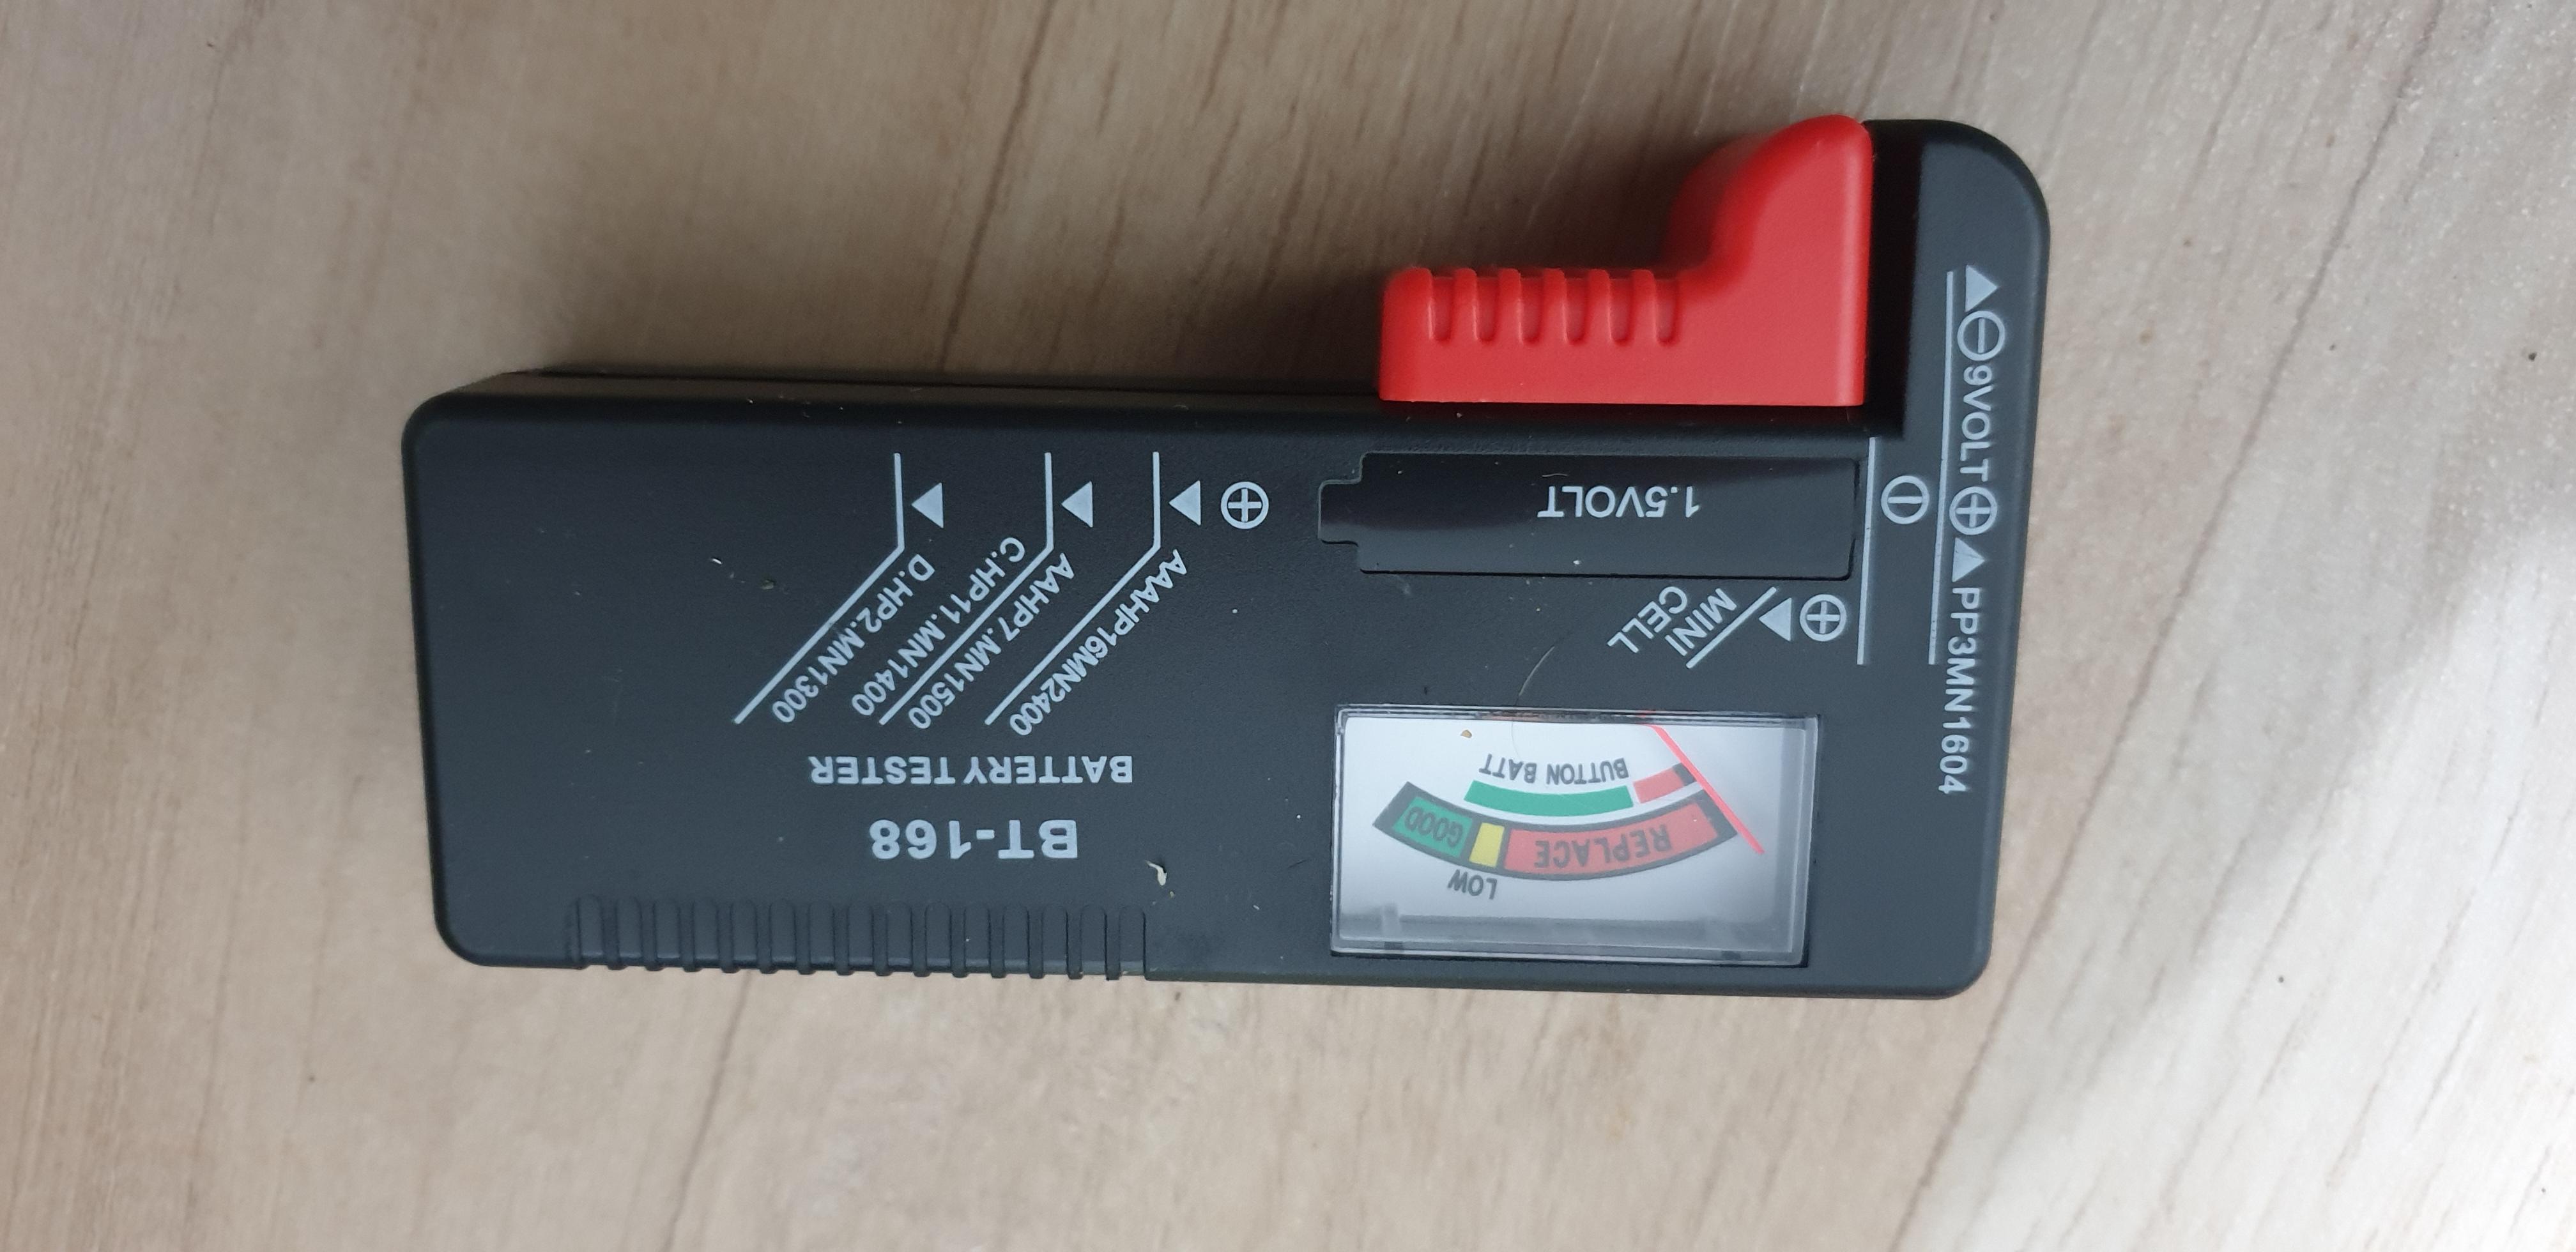 BT-168
BATTERY TESTER
AAAHP16MN2400
AAHP7.MN1500
C.HP11.MN1400
D.HP2.MN1300
1.5VOLT
MINI
CELL
9VOLT
PP3MN1604
LOW
REPLACE
GOOD
BUTTON BATT